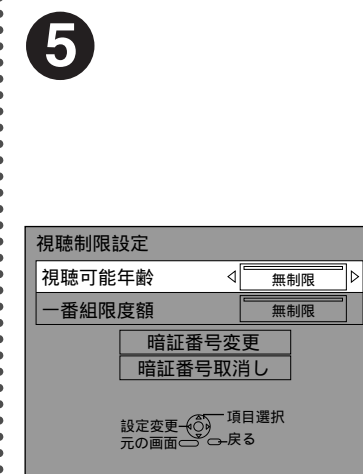 5
視聴制限設定
視聴可能年齢 無制限
一番組限度額 無制限
暗証番号変更
暗証番号取消し
設定変更 項目選択
元の画面 戻る